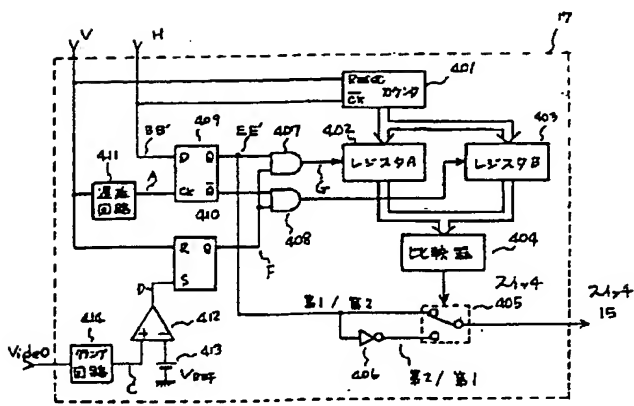 V
H
17
Reset
CK
カウンタ
401
BB'
409
EE'
407
402
403
D
Q
レジスタA
レジスタB
411
遅延
回路
A
CK
Q
G
410
408
R
Q
S
F
比較器
404
D
スイッチ
405
第1/第2
スイッチ
15
414
412
+
-
406
第2/第1
Video
クランプ
回路
C
413
VREF